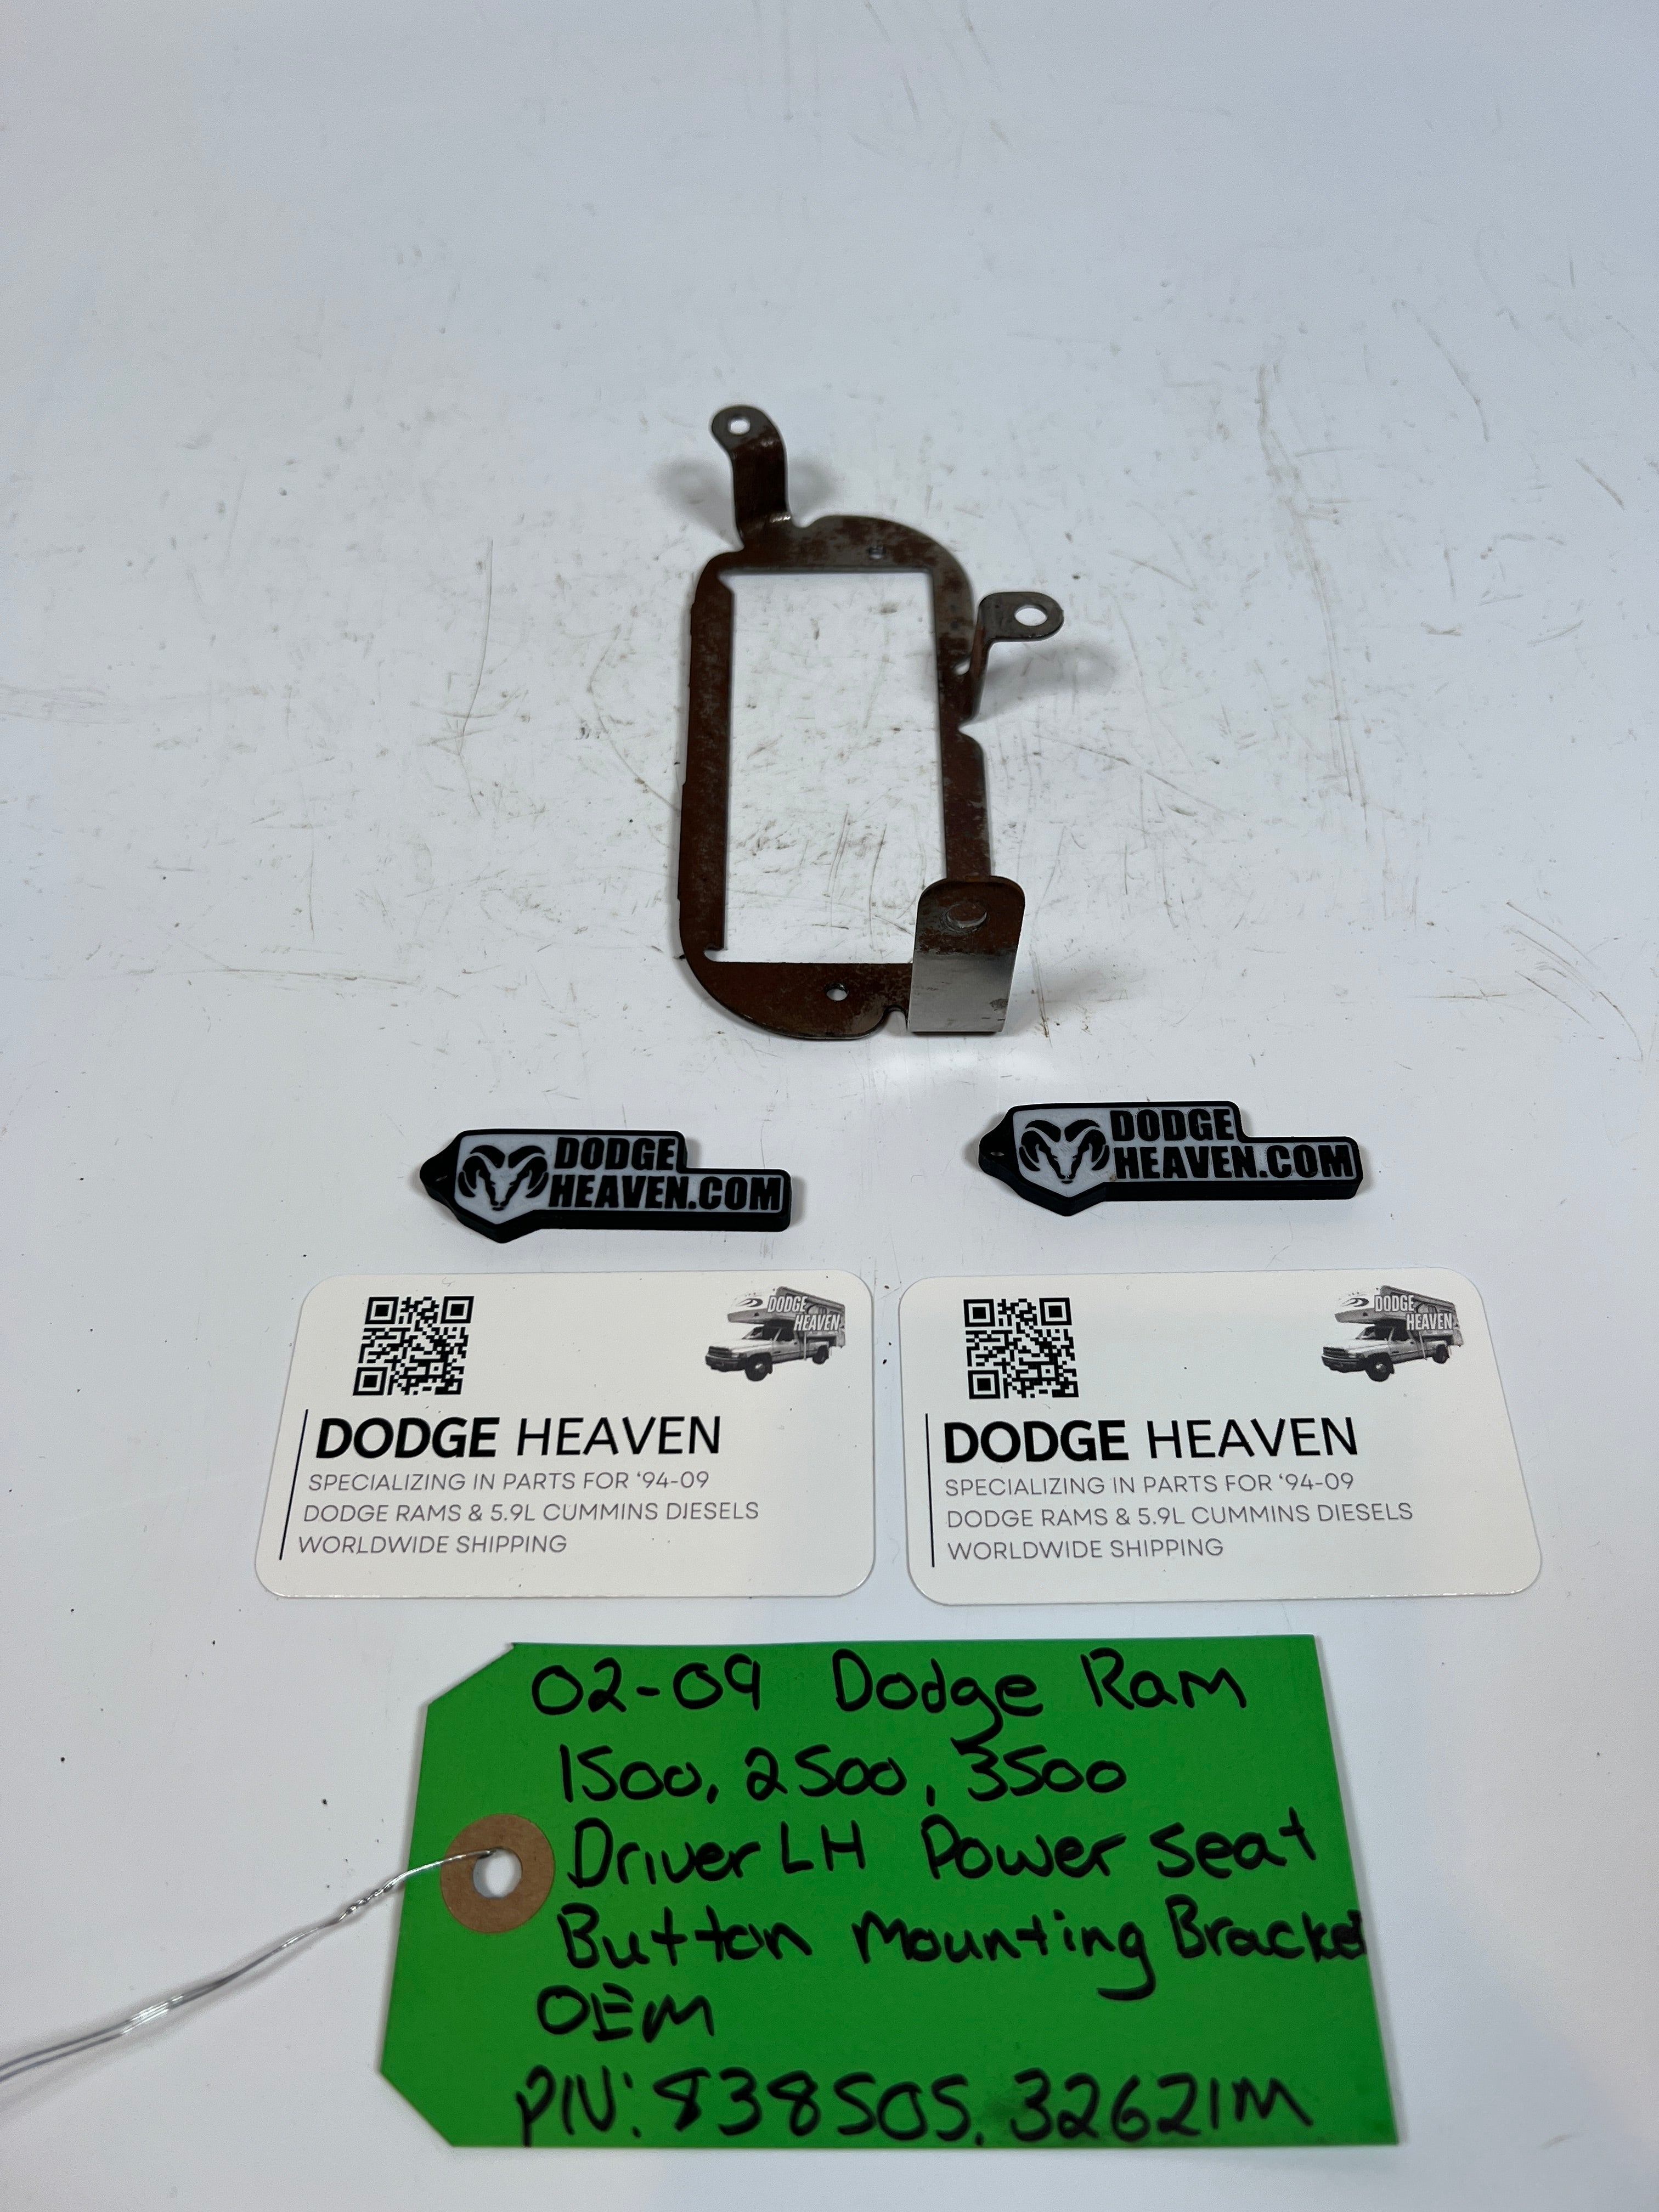 DODGE
HEAVEN.COM
DODGE
HEAVEN.COM
DODGE
HEAVEN
DODGE HEAVEN
SPECIALIZING IN PARTS FOR ‘94-09
DODGE RAMS & 5.9L CUMMINS DIESELS
WORLDWIDE SHIPPING
DODGE
HEAVEN
DODGE HEAVEN
SPECIALIZING IN PARTS FOR ‘94-09
DODGE RAMS & 5.9L CUMMINS DIESELS
WORLDWIDE SHIPPING
02-09 Dodge Ram
1500, 2500, 3500
Driver LH Power seat
Button Mounting Bracket
OEM
P/N: 838505, 32621M